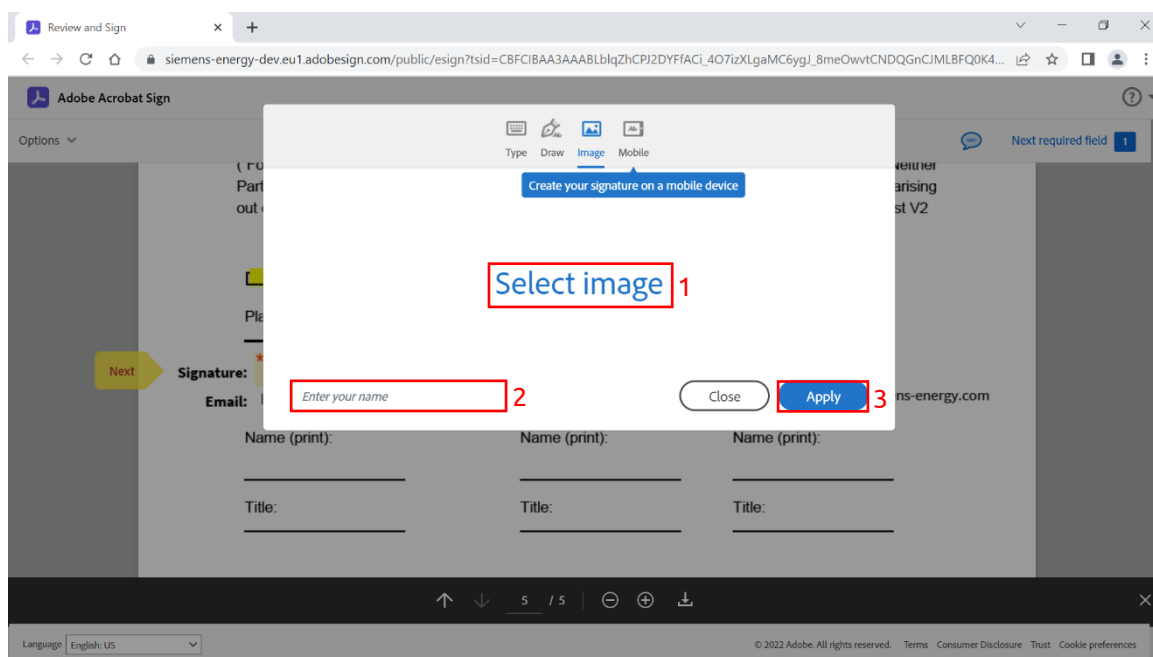 Review and Sign
siemens-energy-dev.eu1.adobesign.com/public/esign?tsid=CBFCIBAA3AAABLblqZhCPJ2DYFfACi_4O7izXLgaMC6ygJ_8meOwvtCNDQGnCJMLBFQ0K4...
Adobe Acrobat Sign
Options
Next required field 1
Type Draw Image Mobile
Create your signature on a mobile device
Part
arising
out
st V2
Select image 1
Next
Signature:
*
Email:
Enter your name 2
Close
Apply 3
ns-energy.com
Name (print): Name (print): Name (print):
Title: Title: Title:
5 / 5
Language English: US
© 2022 Adobe. All rights reserved. Terms Consumer Disclosure Trust Cookie preferences